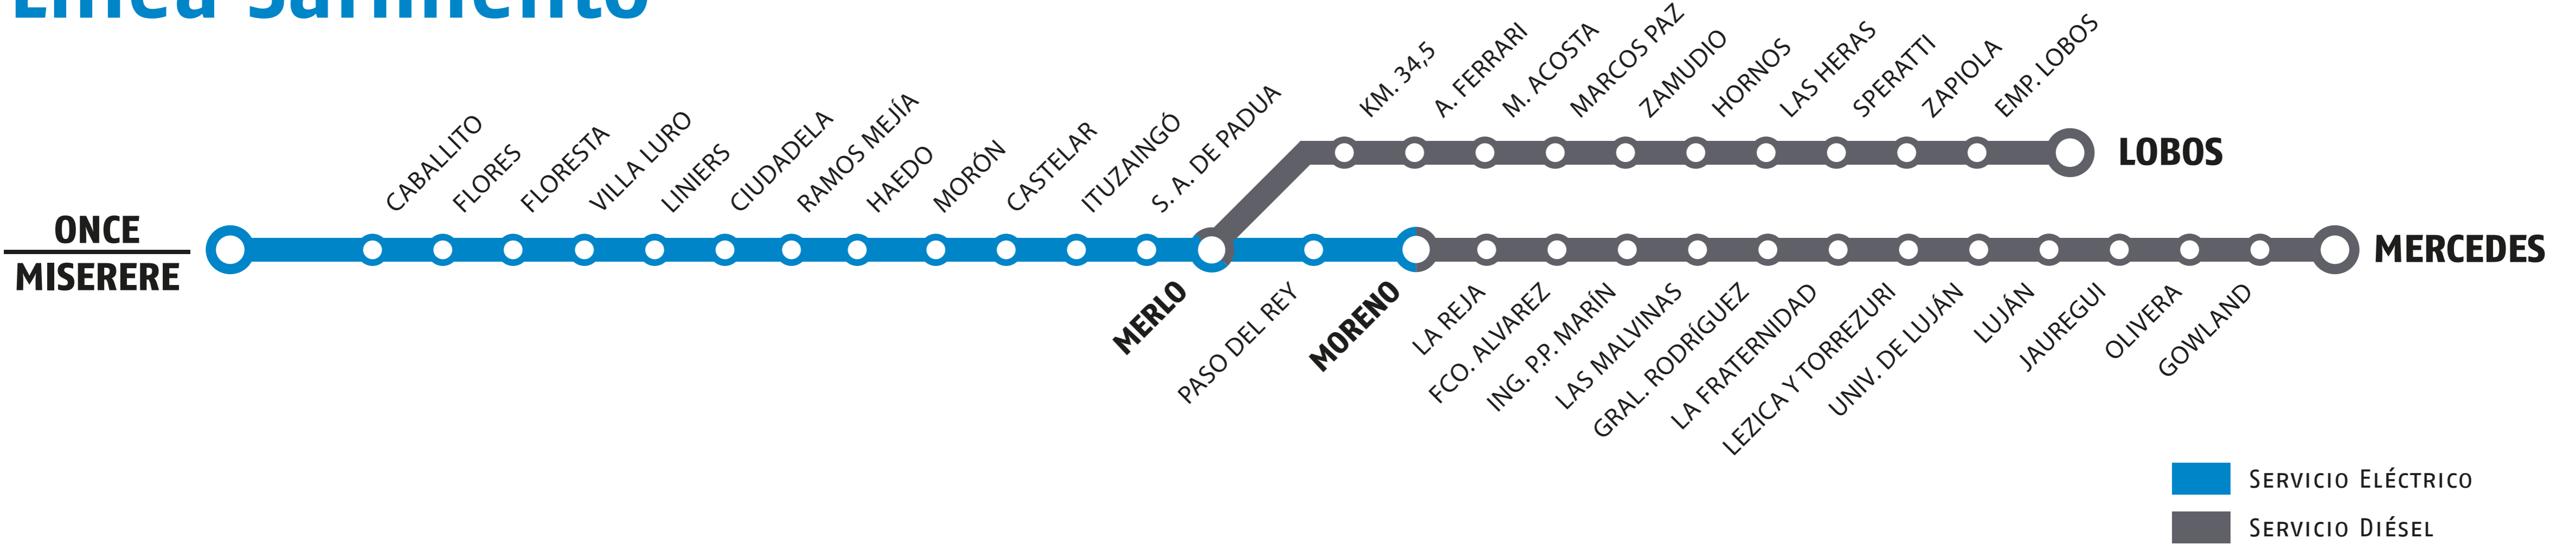 Línea Sarmiento
KM. 34,5
A. FERRARI
M. ACOSTA
MARCOS PAZ
ZAMUDIO
HORNOS
LAS HERAS
SPERATTI
ZAPIOLA
EMP. LOBOS
LOBOS
CABALLITO
FLORES
FLORESTA
VILLA LURO
LINIERS
CIUDADELA
RAMOS MEJÍA
HAEDO
MORÓN
CASTELAR
ITUZAINGÓ
S. A. DE PADUA
ONCE
MISERERE
MERCEDES
MERLO
PASO DEL REY
MORENO
LA REJA
FCO. ALVAREZ
ING. P.P. MARÍN
LAS MALVINAS
GRAL. RODRÍGUEZ
LA FRATERNIDAD
LEZICA Y TORREZURI
UNIV. DE LUJÁN
LUJÁN
JAUREGUI
OLIVERA
GOWLAND
SERVICIO ELÉCTRICO
SERVICIO DIÉSEL